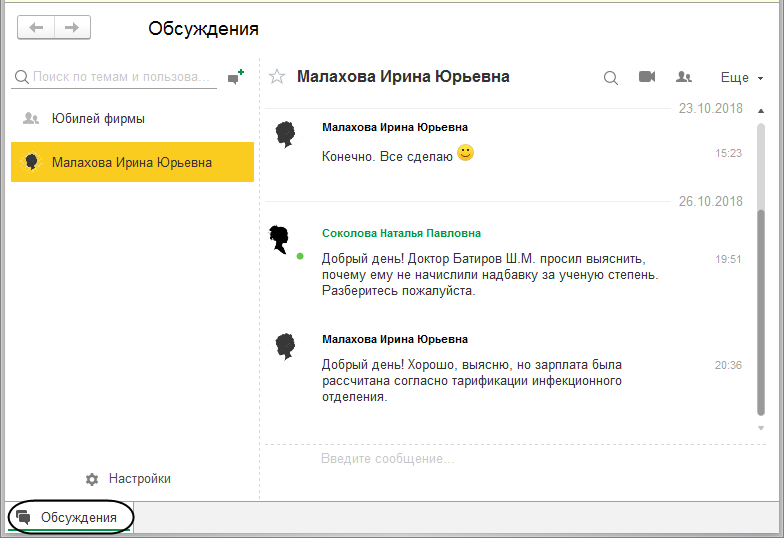 Обсуждения
Поиск по темам и пользова...
Юбилей фирмы
Малахова Ирина Юрьевна
Настройки
Малахова Ирина Юрьевна
Еще
23.10.2018
Малахова Ирина Юрьевна
Конечно. Все сделаю
15:23
26.10.2018
Соколова Наталья Павловна
Добрый день! Доктор Батиров Ш.М. просил выяснить,
19:51
почему ему не начислили надбавку за ученую степень.
Разберитесь пожалуйста.
Малахова Ирина Юрьевна
Добрый день! Хорошо, выясню, но зарплата была
20:36
рассчитана согласно тарификации инфекционного
отделения.
Введите сообщение...
Обсуждения